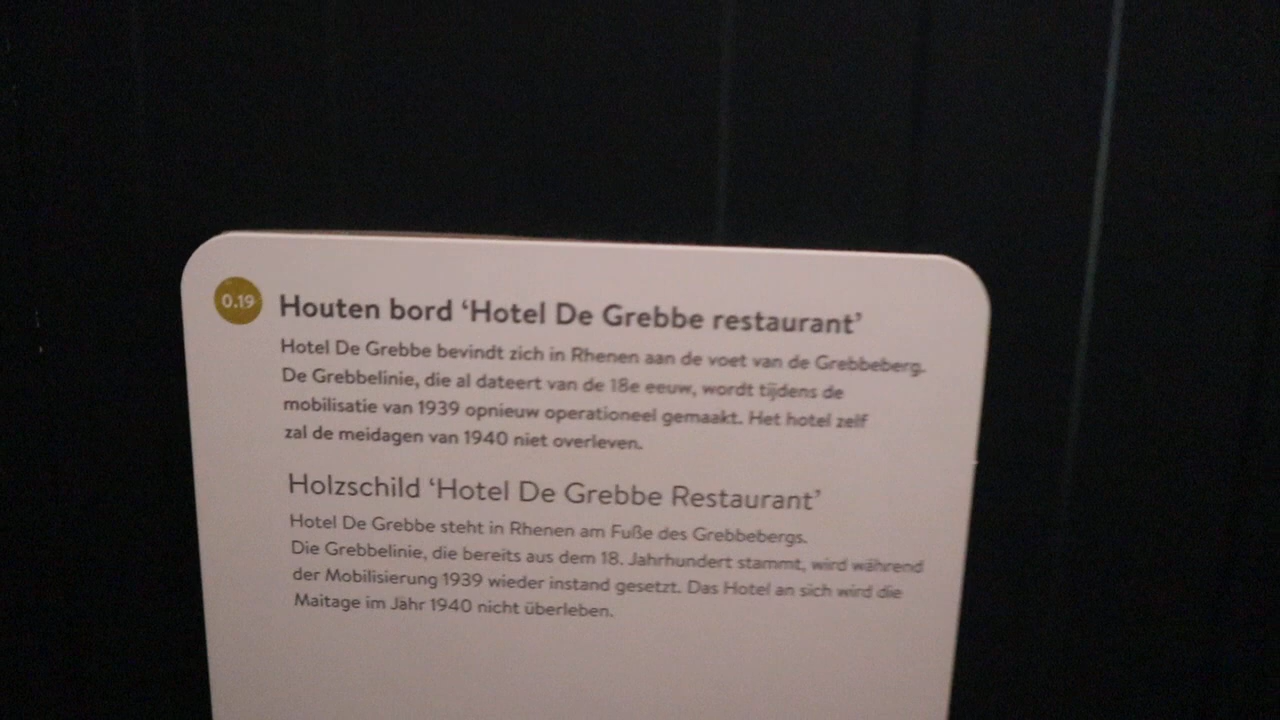 0.19
Houten bord ‘Hotel De Grebbe restaurant’
Hotel De Grebbe bevindt zich in Rhenen aan de voet van de Grebbeberg.
De Grebbelinie, die al dateert van de 18e eeuw, wordt tijdens de
mobilisatie van 1939 opnieuw operationeel gemaakt. Het hotel zelf
zal de meidagen van 1940 niet overleven.
Holzschild ‘Hotel De Grebbe Restaurant’
Hotel De Grebbe steht in Rhenen am Fuße des Grebbebergs.
Die Grebbelinie, die bereits aus dem 18. Jahrhundert stammt, wird während
der Mobilisierung 1939 wieder instand gesetzt. Das Hotel an sich wird die
Maitage im Jahr 1940 nicht überleben.